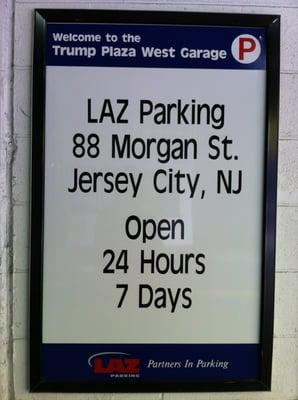 Welcome to the
Trump Plaza West Garage P
LAZ Parking
88 Morgan St.
Jersey City, NJ
Open
24 Hours
7 Days
LAZ
PARKING
Partners In Parking